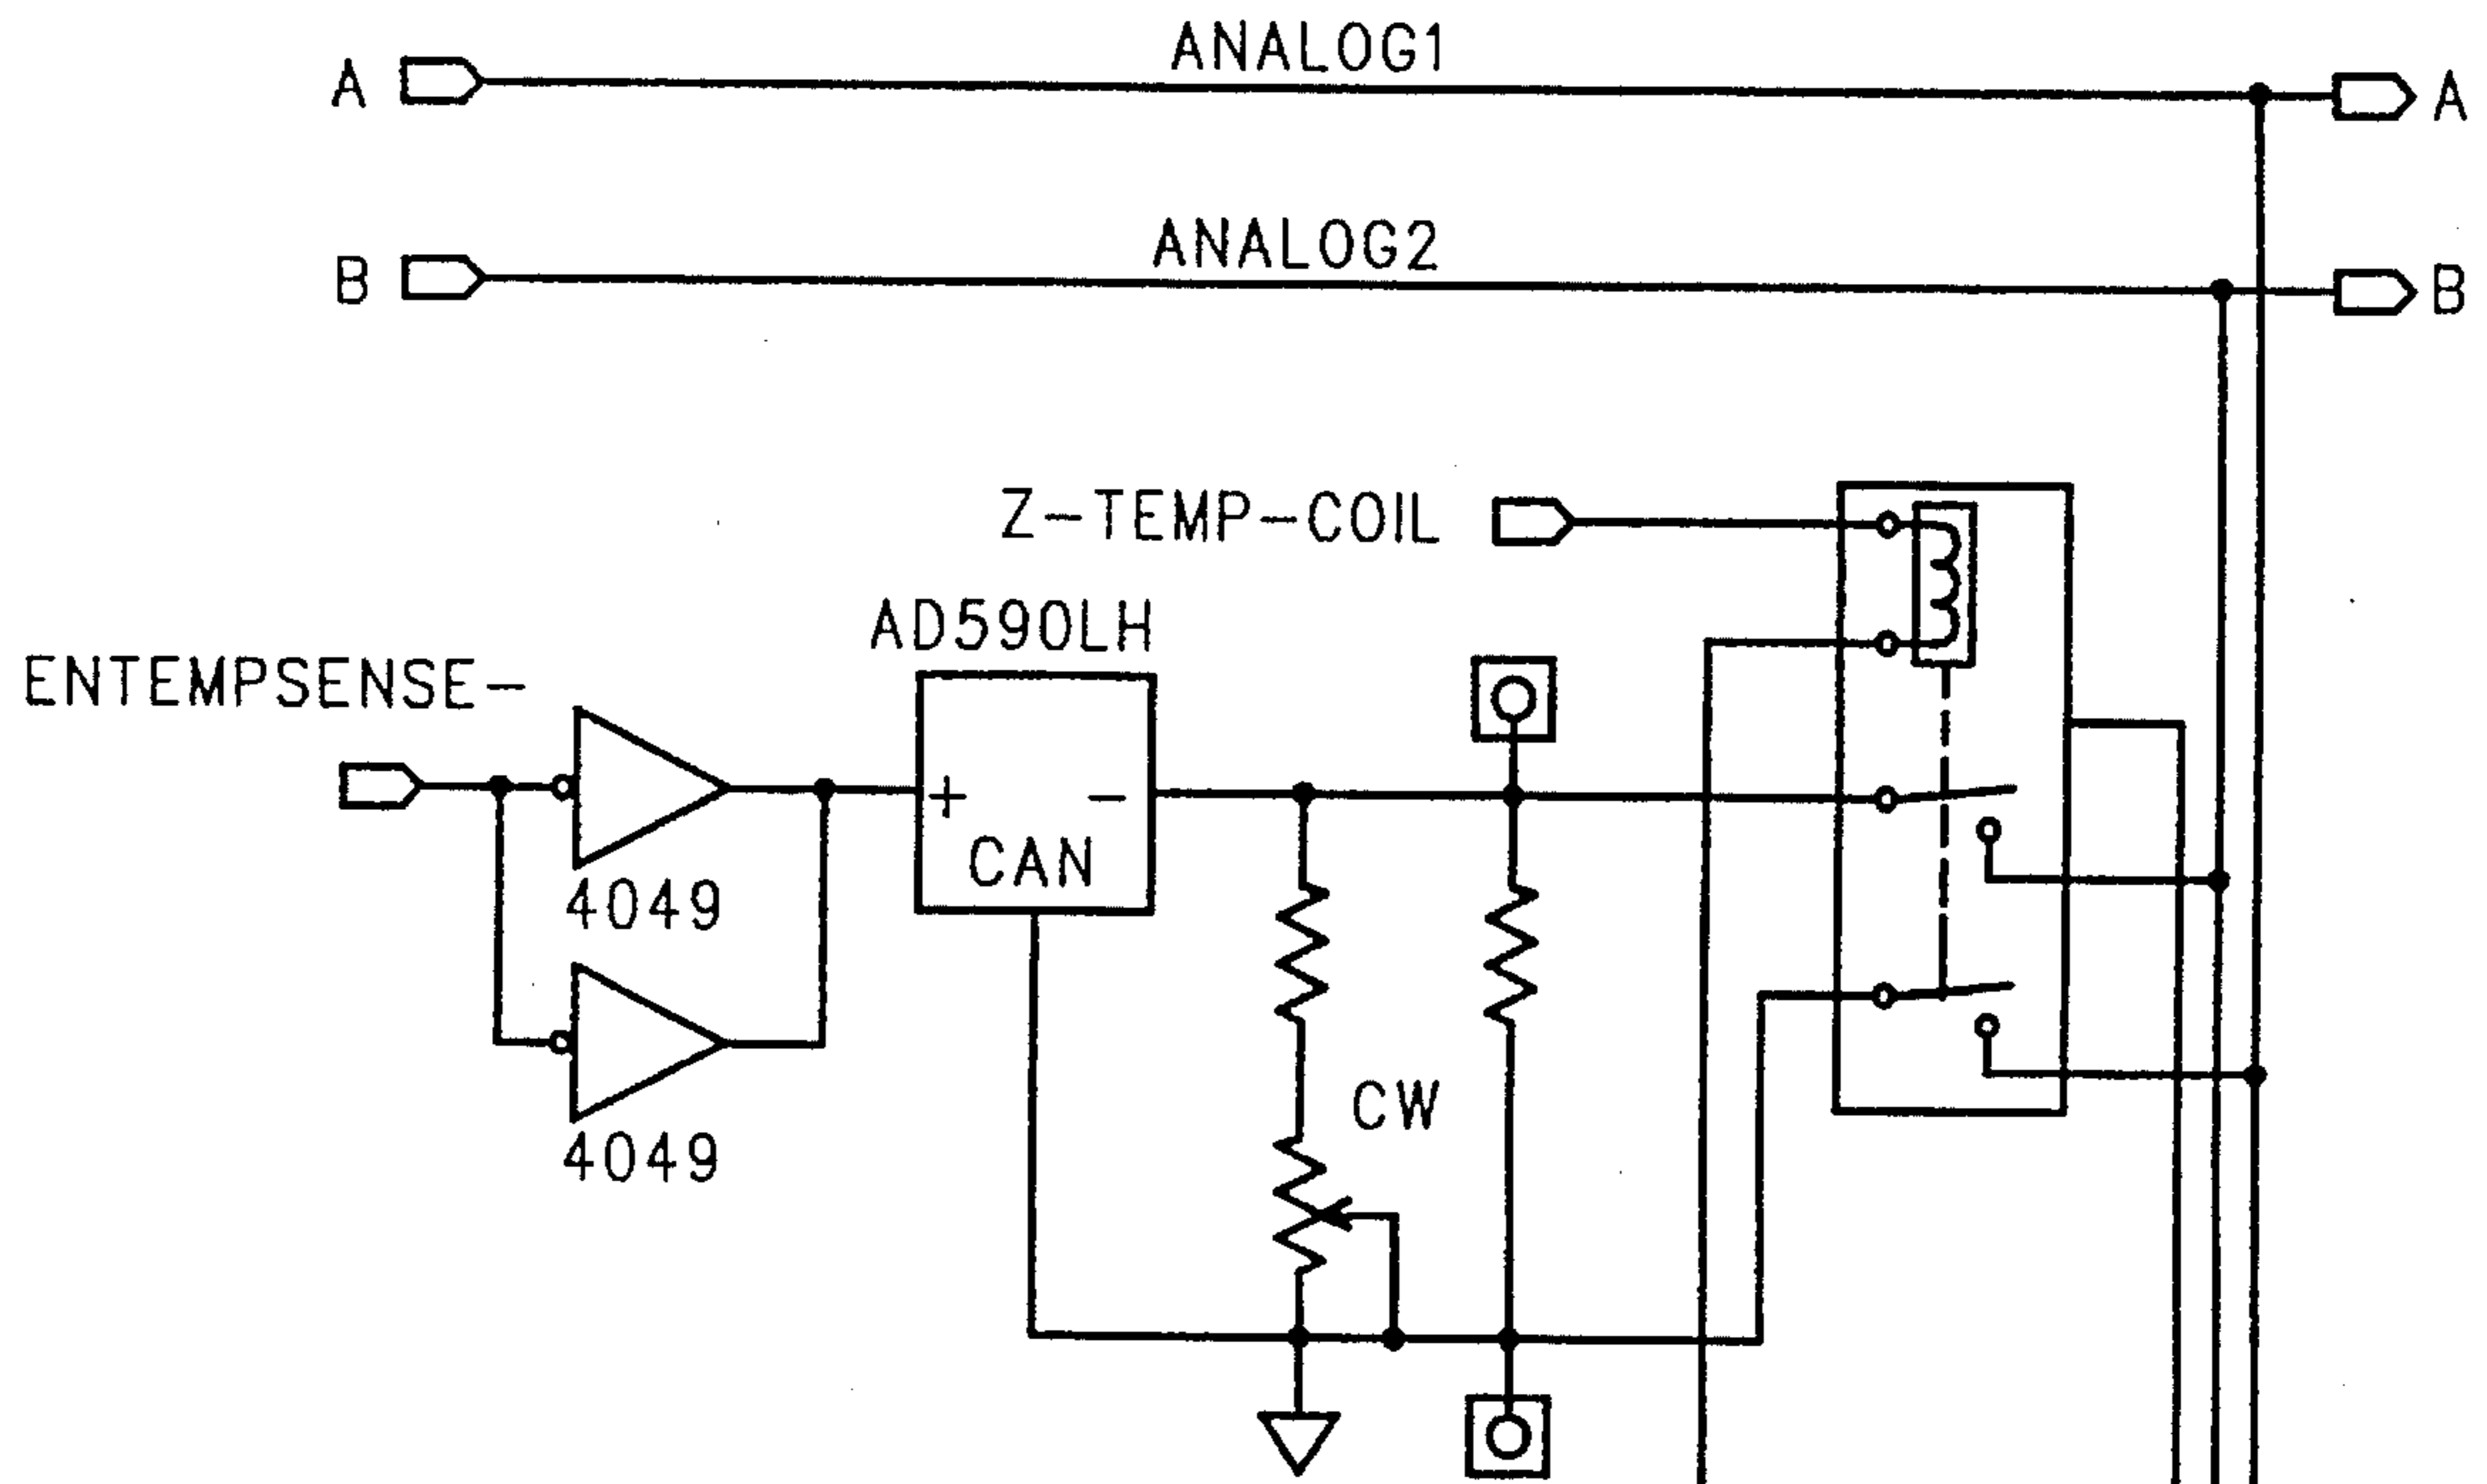 ANALOG1
A A
ANALOG2
B B
Z-TEMP-COIL
AD590LH
ENTEMPSENSE-
+ -
CAN
4049
CW
4049